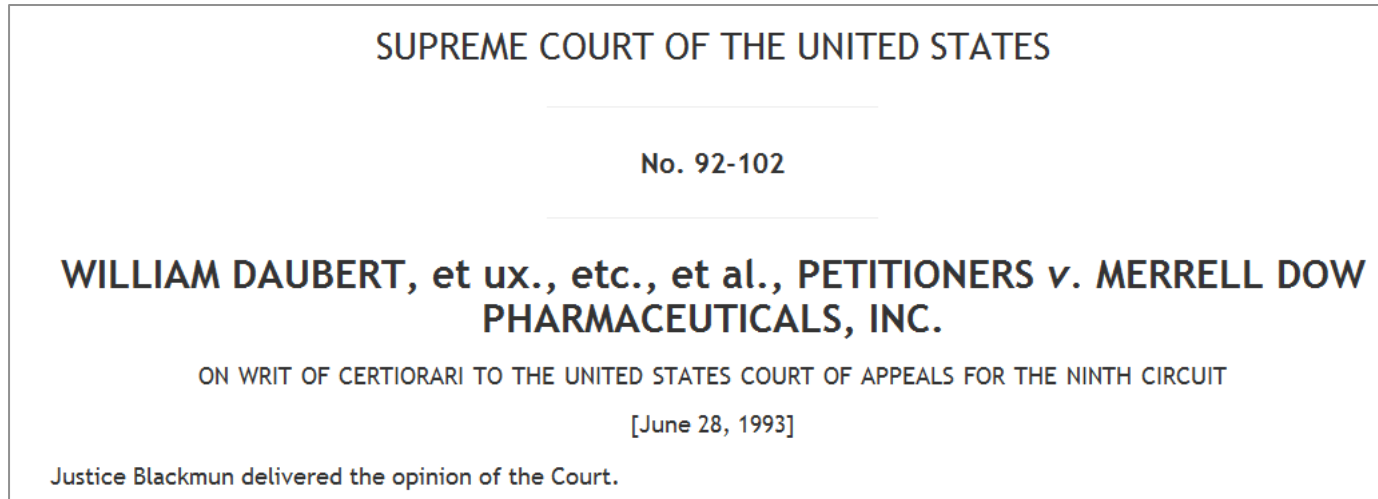 SUPREME COURT OF THE UNITED STATES
No. 92-102
WILLIAM DAUBERT, et ux., etc., et al., PETITIONERS v. MERRELL DOW
PHARMACEUTICALS, INC.
ON WRIT OF CERTIORARI TO THE UNITED STATES COURT OF APPEALS FOR THE NINTH CIRCUIT
[June 28, 1993]
Justice Blackmun delivered the opinion of the Court.